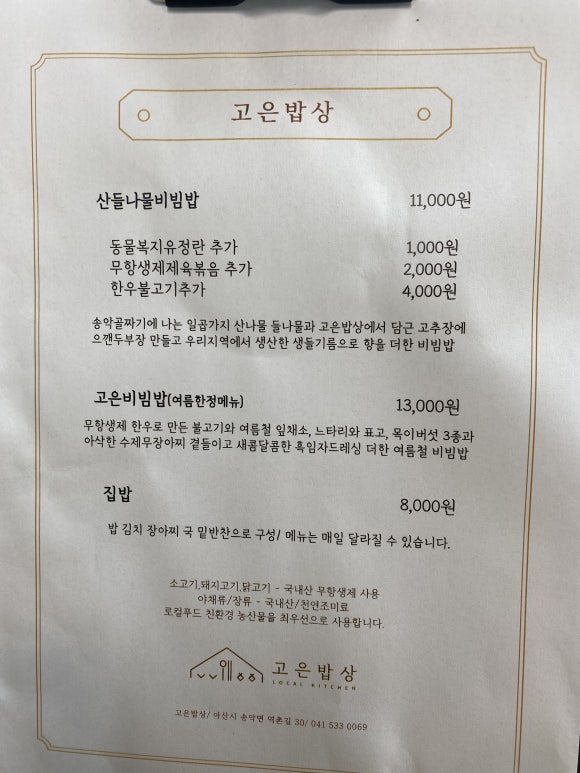 고은밥상
산들나물비빔밥 11,000원
동물복지유정란 추가 1,000원
무항생제제육볶음 추가 2,000원
한우불고기추가 4,000원
송악골짜기에 나는 일곱가지 산나물 들나물과 고은밥상에서 담근 고추장에
으깬두부장 만들고 우리지역에서 생산한 생들기름으로 향을 더한 비빔밥
고은비빔밥(여름한정메뉴) 13,000원
무항생제 한우로 만든 불고기와 여름철 잎채소, 느타리와 표고, 목이버섯 3종과
아삭한 수제무장아찌 곁들이고 새콤달콤한 흑임자드레싱 더한 여름철 비빔밥
집밥 8,000원
밥 김치 장아찌 국 밑반찬으로 구성/ 메뉴는 매일 달라질 수 있습니다.
소고기,돼지고기,닭고기 - 국내산 무항생제 사용
야채류/장류 - 국내산/천연조미료
로컬푸드 친환경 농산물을 최우선으로 사용합니다.
고은밥상
LOCAL KITCHEN
고은밥상/ 아산시 송악면 역촌길 30/ 041 533 0069